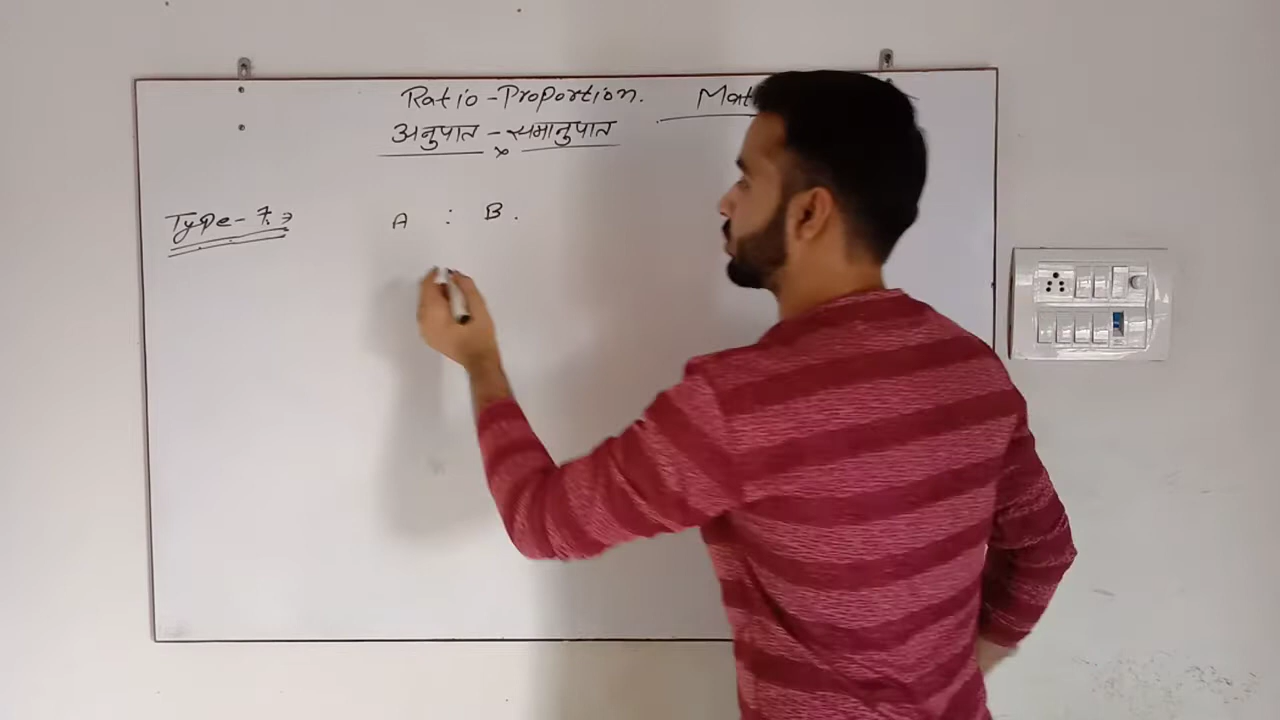 Ratio-Proportion.
अनुपात - समानुपात
Type-7.
A : B.